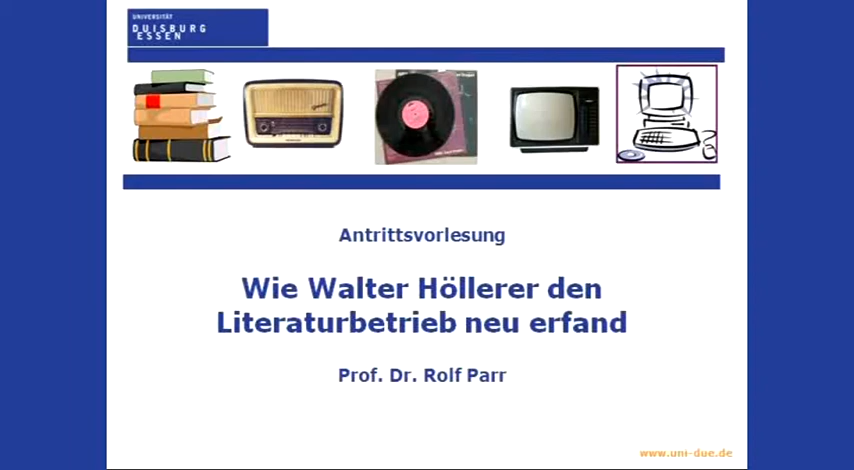 UNIVERSITÄT
DUISBURG
ESSEN
Antrittsvorlesung
Wie Walter Höllerer den
Literaturbetrieb neu erfand
Prof. Dr. Rolf Parr
www.uni-due.de